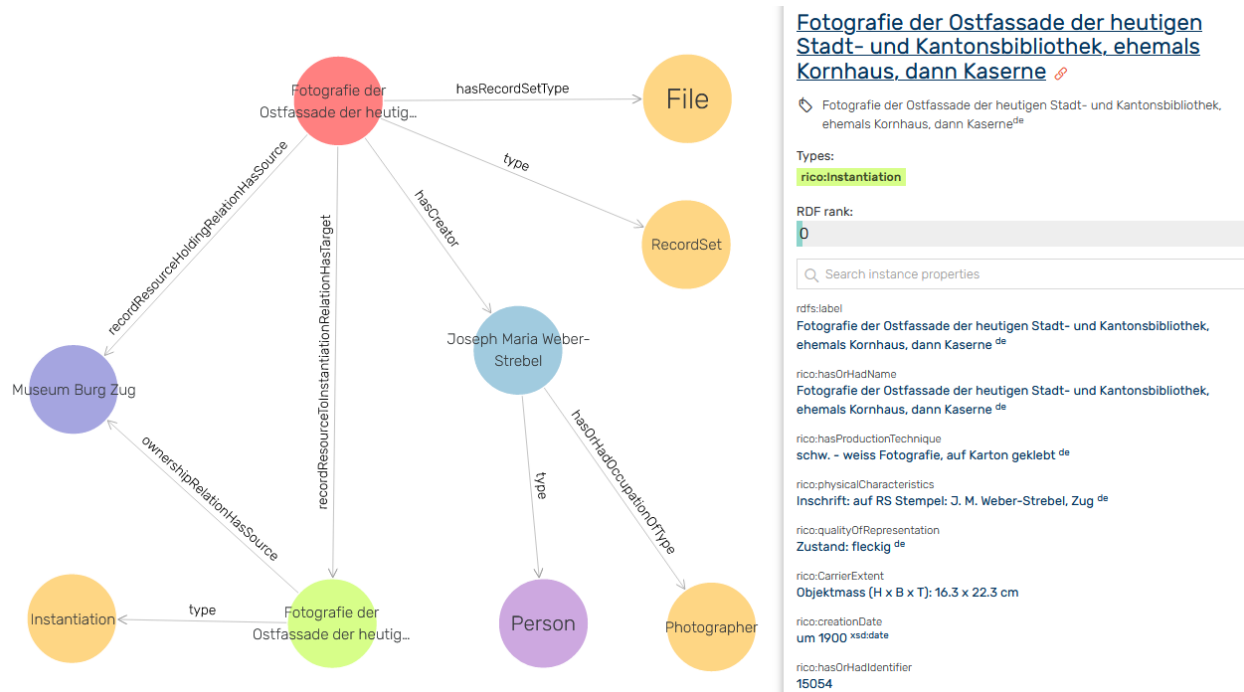 Fotografie der
Ostfassade der heutig...
hasRecordSetType
File
type
RecordSet
hasCreator
recordResourceHoldingRelationHasSource
recordResourceToInstantiationRelationHasTarget
Joseph Maria Weber-
Strebel
Museum Burg Zug
ownershipRelationHasSource
type
hasOrHadOccupationOfType
Instantiation
type
Fotografie der
Ostfassade der heutig...
Person
Photographer
Fotografie der Ostfassade der heutigen
Stadt- und Kantonsbibliothek, ehemals
Kornhaus, dann Kaserne
Fotografie der Ostfassade der heutigen Stadt- und Kantonsbibliothek,
ehemals Kornhaus, dann Kaserne de
Types:
rico:Instantiation
RDF rank:
0
Search instance properties
rdfs:label
Fotografie der Ostfassade der heutigen Stadt- und Kantonsbibliothek,
ehemals Kornhaus, dann Kaserne de
rico:hasOrHadName
Fotografie der Ostfassade der heutigen Stadt- und Kantonsbibliothek,
ehemals Kornhaus, dann Kaserne de
rico:hasProductionTechnique
schw. - weiss Fotografie, auf Karton geklebt de
rico:physicalCharacteristics
Inschrift: auf RS Stempel: J. M. Weber-Strebel, Zug de
rico:qualityOfRepresentation
Zustand: fleckig de
rico:CarrierExtent
Objektmass (H x B x T): 16.3 x 22.3 cm
rico:creationDate
um 1900 xsd:date
rico:hasOrHadIdentifier
15054